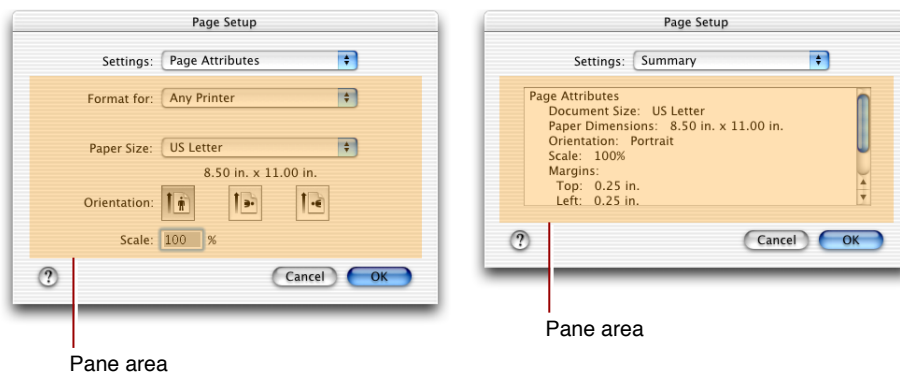 Page Setup
Settings: Page Attributes
Format for: Any Printer
Paper Size: US Letter
8.50 in. x 11.00 in.
Orientation:
Scale: 100 %
? Cancel OK
Pane area
Page Setup
Settings: Summary
Page Attributes
Document Size: US Letter
Paper Dimensions: 8.50 in. x 11.00 in.
Orientation: Portrait
Scale: 100%
Margins:
Top: 0.25 in.
Left: 0.25 in.
? Cancel OK
Pane area